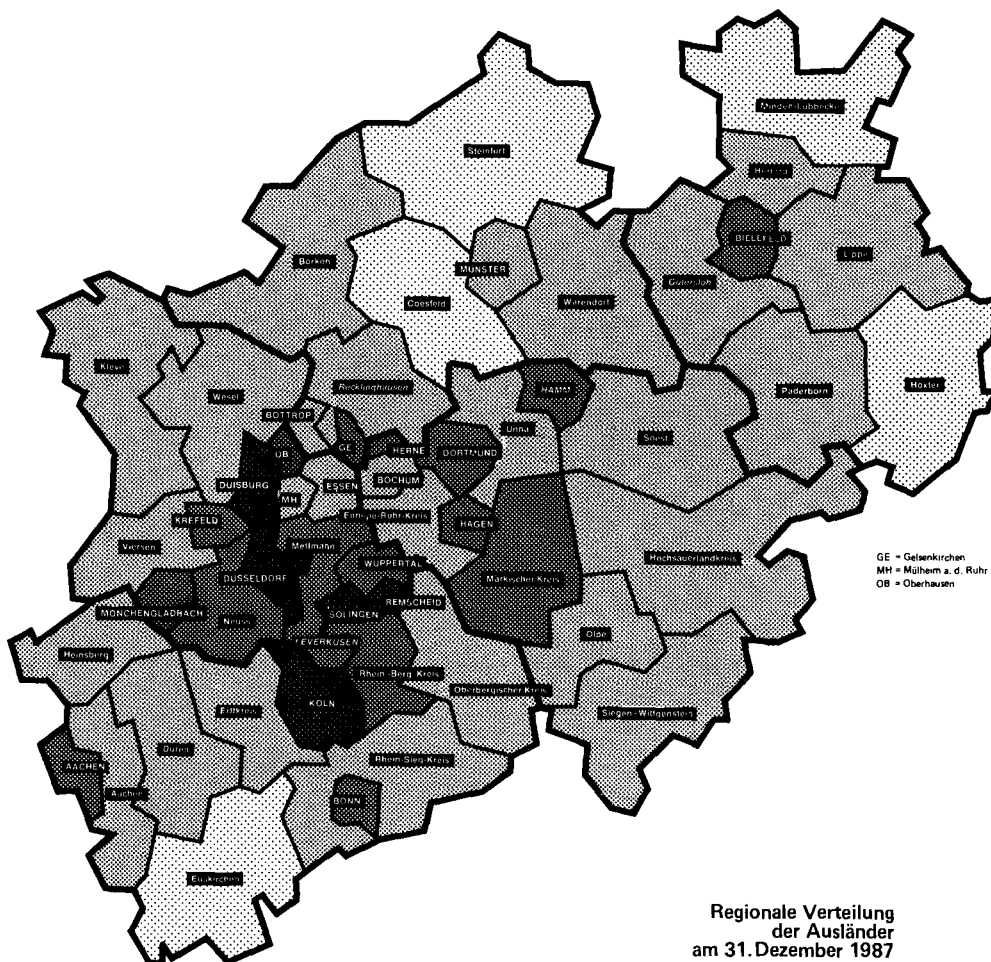 Minden-Lübbecke
Steinfurt
Herford
BIELEFELD
Lippe
Borken
MÜNSTER
Gütersloh
Coesfeld
Warendorf
Kleve
Recklinghausen
HAMM
Paderborn
Höxter
Wesel
BOTTROP
Unna
Soest
GE
HERNE
DORTMUND
OB
DUISBURG
ESSEN
BOCHUM
MH
KREFELD
Ennepe-Ruhr-Kreis
HAGEN
Viersen
Mettmann
Hochsauerlandkreis
GE = Gelsenkirchen
MH = Mülheim a. d. Ruhr
OB = Oberhausen
WUPPERTAL
DÜSSELDORF
Märkischer Kreis
REMSCHEID
MÖNCHENGLADBACH
SOLINGEN
Neuss
Olpe
LEVERKUSEN
Heinsberg
Rhein.-Berg.-Kreis
Oberbergischer Kreis
KÖLN
Erftkreis
Siegen-Wittgenstein
Düren
Rhein-Sieg-Kreis
AACHEN
Aachen
BONN
Euskirchen
Regionale Verteilung
der Ausländer
am 31. Dezember 1987